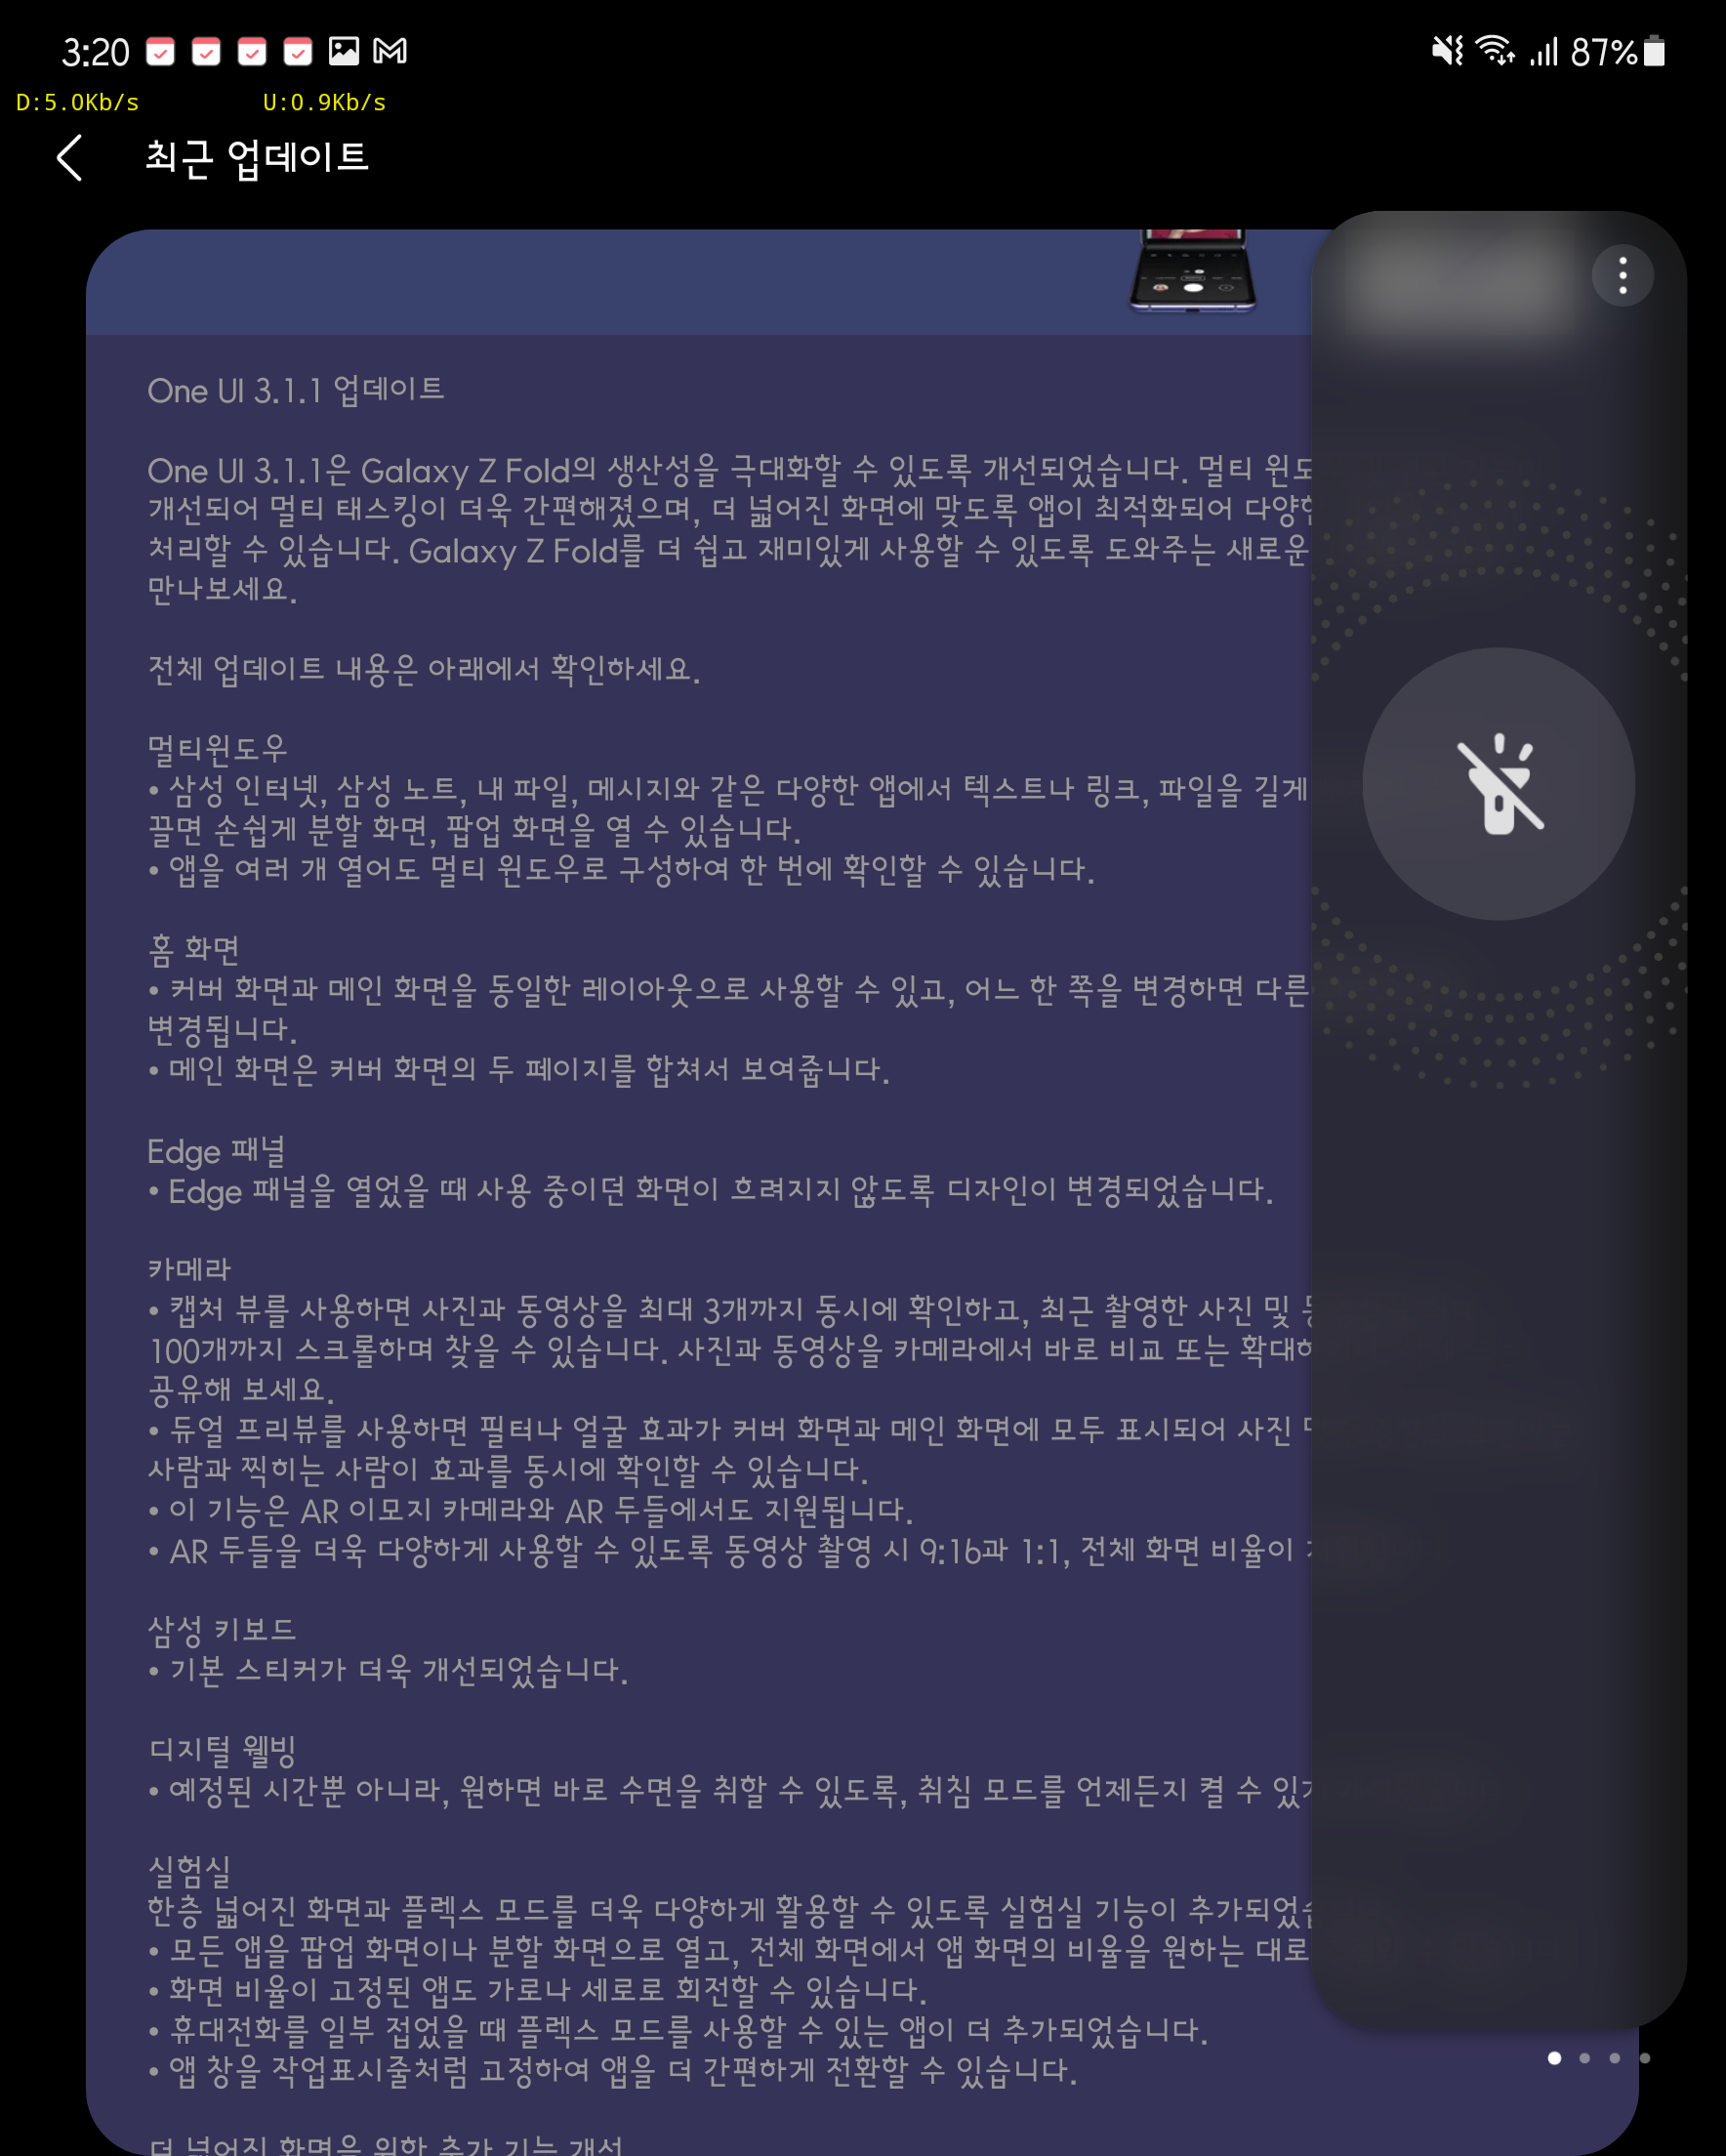 3:20
87%
D:5.0Kb/s U:0.9Kb/s
최근 업데이트
One UI 3.1.1 업데이트
One UI 3.1.1은 Galaxy Z Fold의 생산성을 극대화할 수 있도록 개선되었습니다. 멀티
개선되어 멀티 태스킹이 더욱 간편해졌으며, 더 넓어진 화면에 맞도록 앱이 최적화되어
처리할 수 있습니다. Galaxy Z Fold를 더 쉽고 재미있게 사용할 수 있도록 도와주는 새로운
만나보세요.
전체 업데이트 내용은 아래에서 확인하세요.
멀티윈도우
• 삼성 인터넷, 삼성 노트, 내 파일, 메시지와 같은 다양한 앱에서 텍스트나 링크, 파일을 길게
끌면 손쉽게 분할 화면, 팝업 화면을 열 수 있습니다.
• 앱을 여러 개 열어도 멀티 윈도우로 구성하여 한 번에 확인할 수 있습니다.
홈 화면
• 커버 화면과 메인 화면을 동일한 레이아웃으로 사용할 수 있고, 어느 한 쪽을 변경하면 다른
변경됩니다.
• 메인 화면은 커버 화면의 두 페이지를 합쳐서 보여줍니다.
Edge 패널
• Edge 패널을 열었을 때 사용 중이던 화면이 흐려지지 않도록 디자인이 변경되었습니다.
카메라
• 캡처 뷰를 사용하면 사진과 동영상을 최대 3개까지 동시에 확인하고, 최근 촬영한 사진 및
100개까지 스크롤하며 찾을 수 있습니다. 사진과 동영상을 카메라에서 바로 비교 또는
공유해 보세요.
• 듀얼 프리뷰를 사용하면 필터나 얼굴 효과가 커버 화면과 메인 화면에 모두 표시되어 사진
사람과 찍히는 사람이 효과를 동시에 확인할 수 있습니다.
• 이 기능은 AR 이모지 카메라와 AR 두들에서도 지원됩니다.
• AR 두들을 더욱 다양하게 사용할 수 있도록 동영상 촬영 시 9:16과 1:1, 전체 화면 비율이
삼성 키보드
• 기본 스티커가 더욱 개선되었습니다.
디지털 웰빙
• 예정된 시간뿐 아니라, 원하면 바로 수면을 취할 수 있도록, 취침 모드를 언제든지 켤 수
실험실
한층 넓어진 화면과 플렉스 모드를 더욱 다양하게 활용할 수 있도록 실험실 기능이
• 모든 앱을 팝업 화면이나 분할 화면으로 열고, 전체 화면에서 앱 화면의 비율을 원하는 대로
• 화면 비율이 고정된 앱도 가로나 세로로 회전할 수 있습니다.
• 휴대전화를 일부 접었을 때 플렉스 모드를 사용할 수 있는 앱이 더 추가되었습니다.
• 앱 창을 작업표시줄처럼 고정하여 앱을 더 간편하게 전환할 수 있습니다.
더 넓어진 화면을 위한 추가 기능 개선